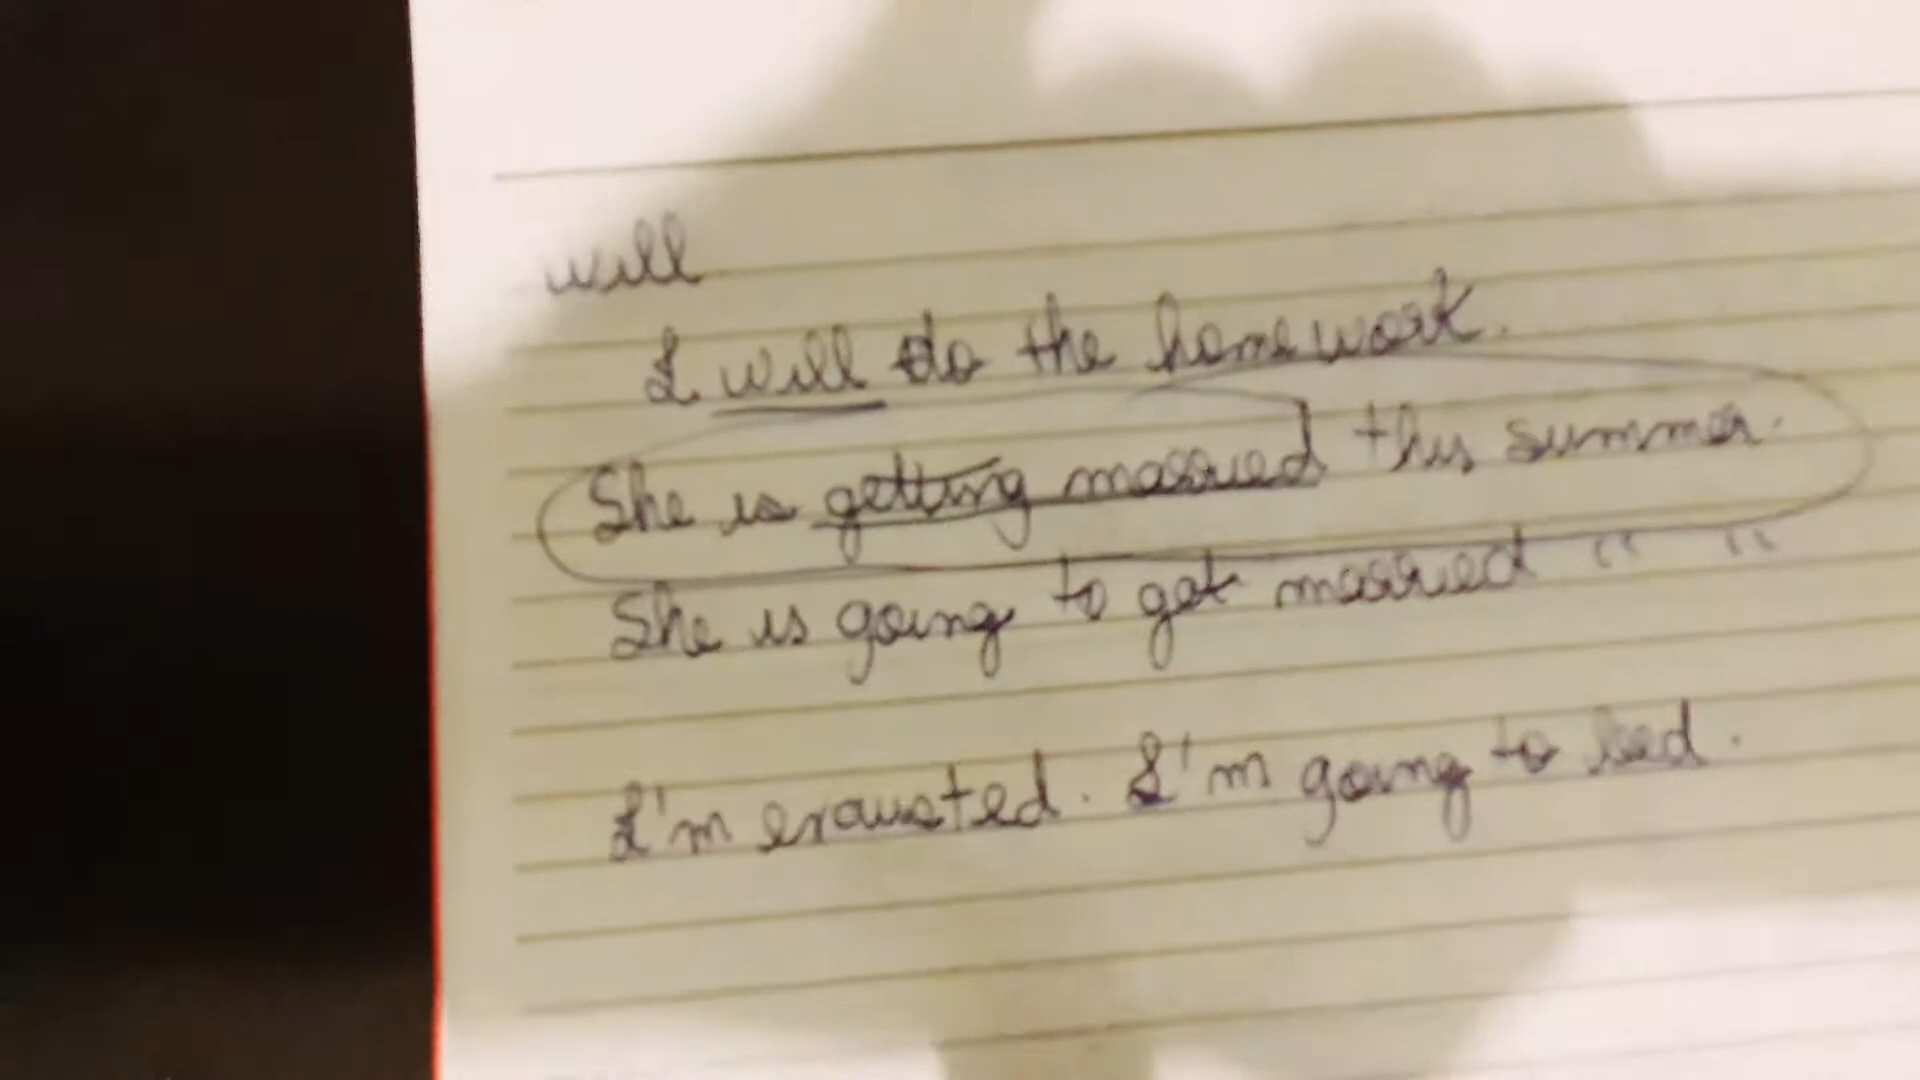 will
I will do the homework.
She is getting married this summer.
She is going to get married " "
I'm exausted. I'm going to bed.